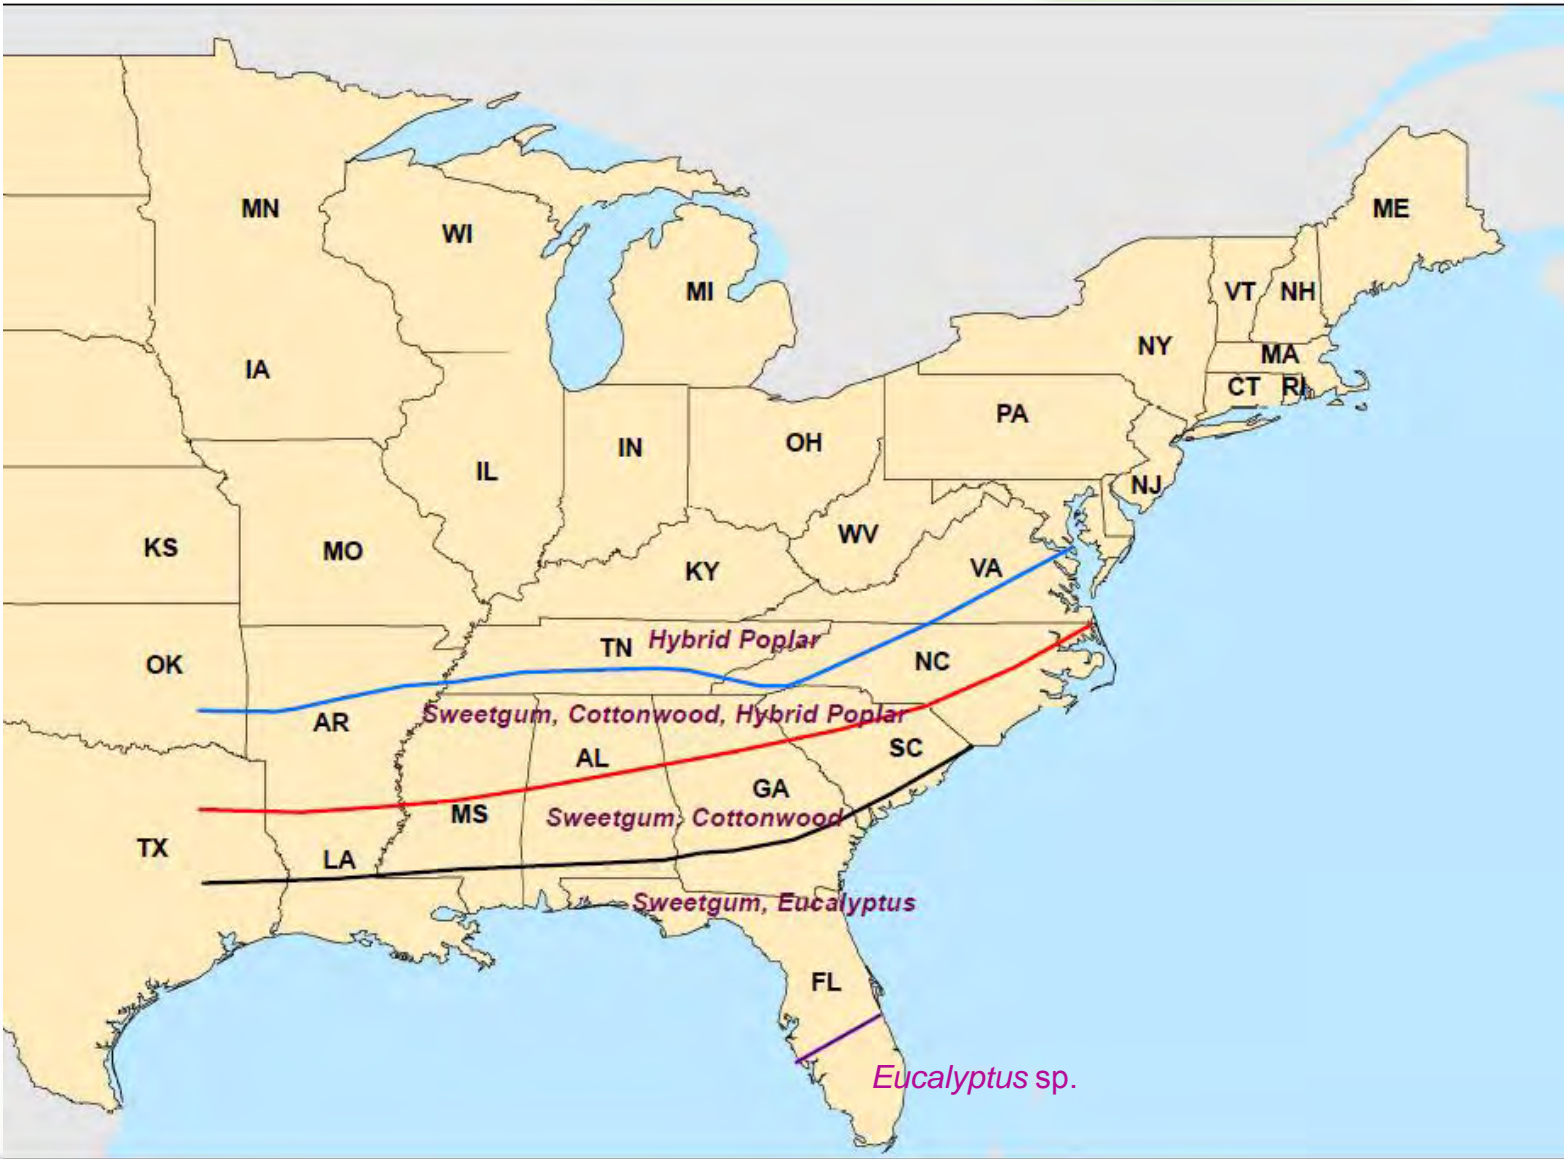 ME
MN
WI
MI
VT
NH
NY
MA
IA
CT
RI
PA
OH
IN
IL
NJ
WV
KS
MO
VA
KY
TN
Hybrid Poplar
NC
OK
Sweetgum, Cottonwood, Hybrid Poplar
AR
SC
AL
GA
MS
Sweetgum, Cottonwood
TX
LA
Sweetgum, Eucalyptus
FL
Eucalyptus sp.